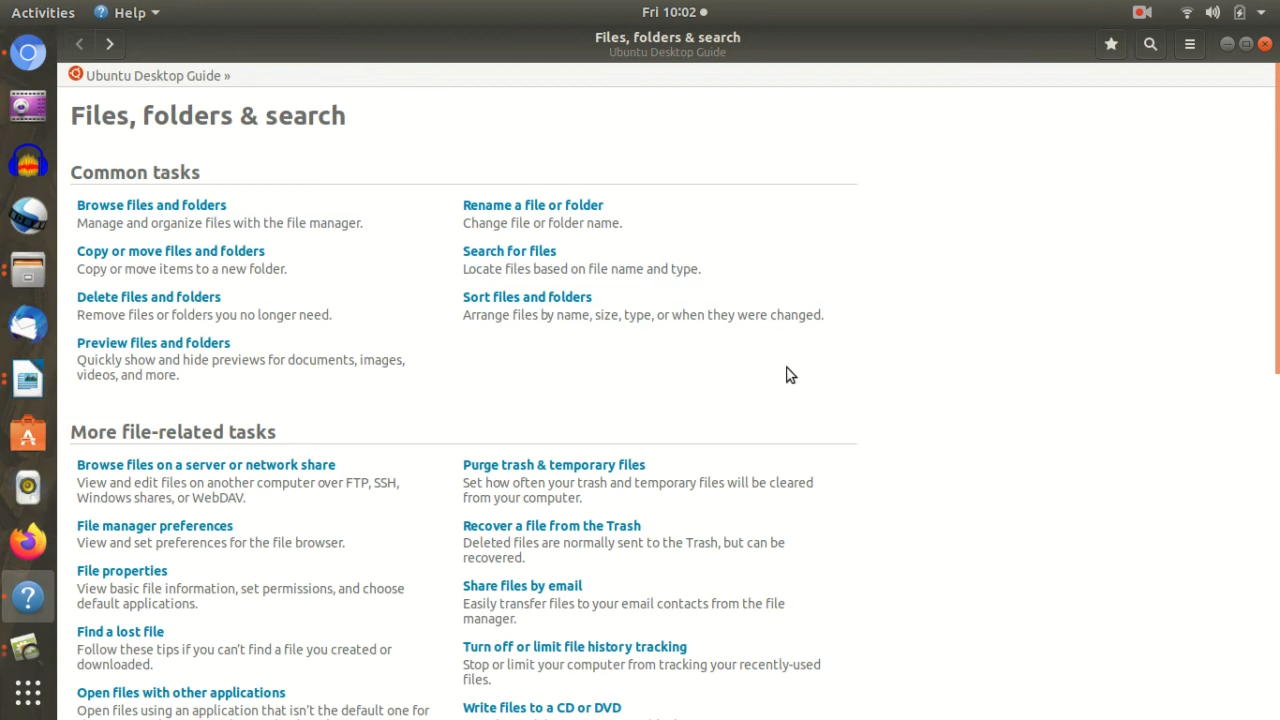 Activities
Help
Fri 10:02
Files, folders & search
Ubuntu Desktop Guide
Ubuntu Desktop Guide »
Files, folders & search
Common tasks
Browse files and folders
Manage and organize files with the file manager.
Copy or move files and folders
Copy or move items to a new folder.
Delete files and folders
Remove files or folders you no longer need.
Preview files and folders
Quickly show and hide previews for documents, images,
videos, and more.
Rename a file or folder
Change file or folder name.
Search for files
Locate files based on file name and type.
Sort files and folders
Arrange files by name, size, type, or when they were changed.
More file-related tasks
Browse files on a server or network share
View and edit files on another computer over FTP, SSH,
Windows shares, or WebDAV.
File manager preferences
View and set preferences for the file browser.
File properties
View basic file information, set permissions, and choose
default applications.
Find a lost file
Follow these tips if you can't find a file you created or
downloaded.
Open files with other applications
Open files using an application that isn't the default one for
Purge trash & temporary files
Set how often your trash and temporary files will be cleared
from your computer.
Recover a file from the Trash
Deleted files are normally sent to the Trash, but can be
recovered.
Share files by email
Easily transfer files to your email contacts from the file
manager.
Turn off or limit file history tracking
Stop or limit your computer from tracking your recently-used
files.
Write files to a CD or DVD